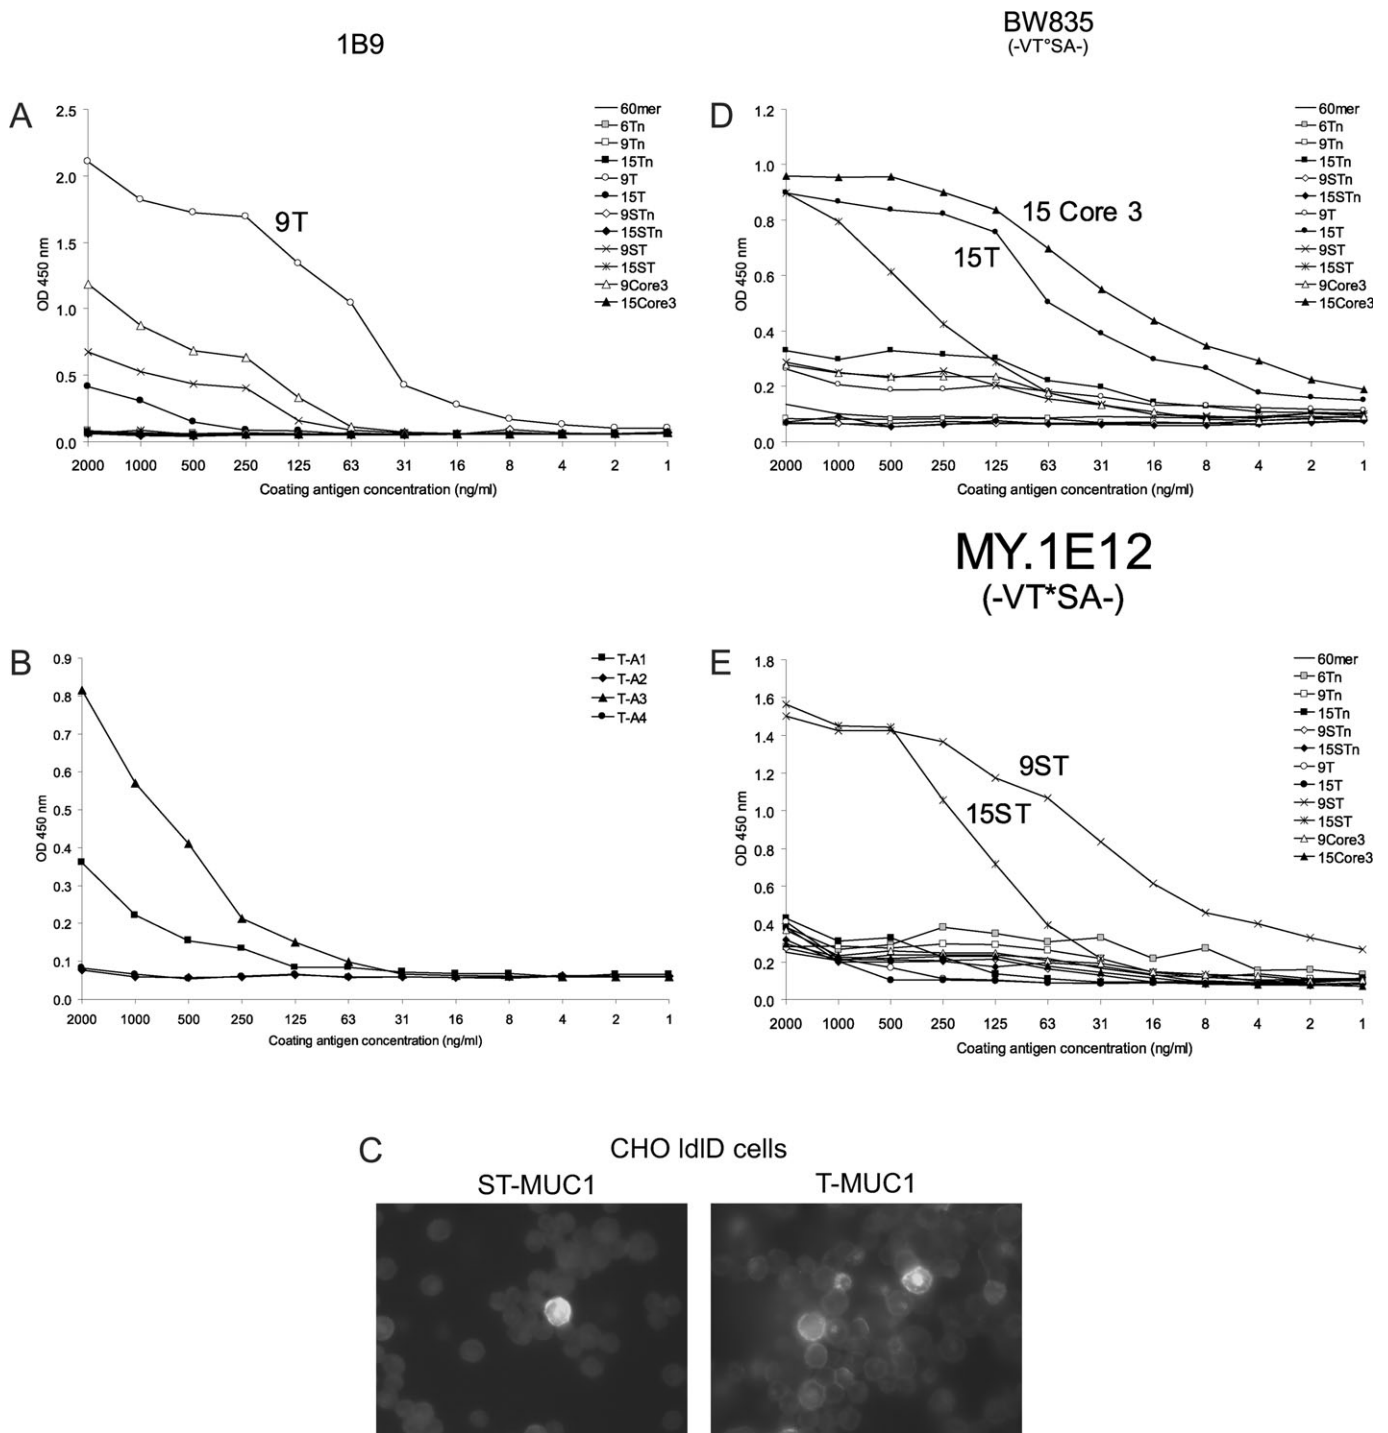 1B9
BW835
(-VT°SA-)
A
2.5
2.0
1.5
1.0
0.5
0.0
OD 450 nm
9T
60mer
6Tn
9Tn
15Tn
9T
15T
9STn
15STn
9ST
15ST
9Core3
15Core3
2000 1000 500 250 125 63 31 16 8 4 2 1
Coating antigen concentration (ng/ml)
D
1.2
1.0
0.8
0.6
0.4
0.2
0.0
OD 450 nm
15 Core 3
15T
60mer
6Tn
9Tn
15Tn
9STn
15STn
9T
15T
9ST
15ST
9Core3
15Core3
2000 1000 500 250 125 63 31 16 8 4 2 1
Coating antigen concentration (ng/ml)
MY.1E12
(-VT*SA-)
B
0.9
0.8
0.7
0.6
0.5
0.4
0.3
0.2
0.1
0.0
OD 450 nm
T-A1
T-A2
T-A3
T-A4
2000 1000 500 250 125 63 31 16 8 4 2 1
Coating antigen concentration (ng/ml)
E
1.8
1.6
1.4
1.2
1.0
0.8
0.6
0.4
0.2
0.0
OD 450 nm
9ST
15ST
60mer
6Tn
9Tn
15Tn
9STn
15STn
9T
15T
9ST
15ST
9Core3
15Core3
2000 1000 500 250 125 63 31 16 8 4 2 1
Coating antigen concentration (ng/ml)
C
CHO ldlD cells
ST-MUC1 T-MUC1